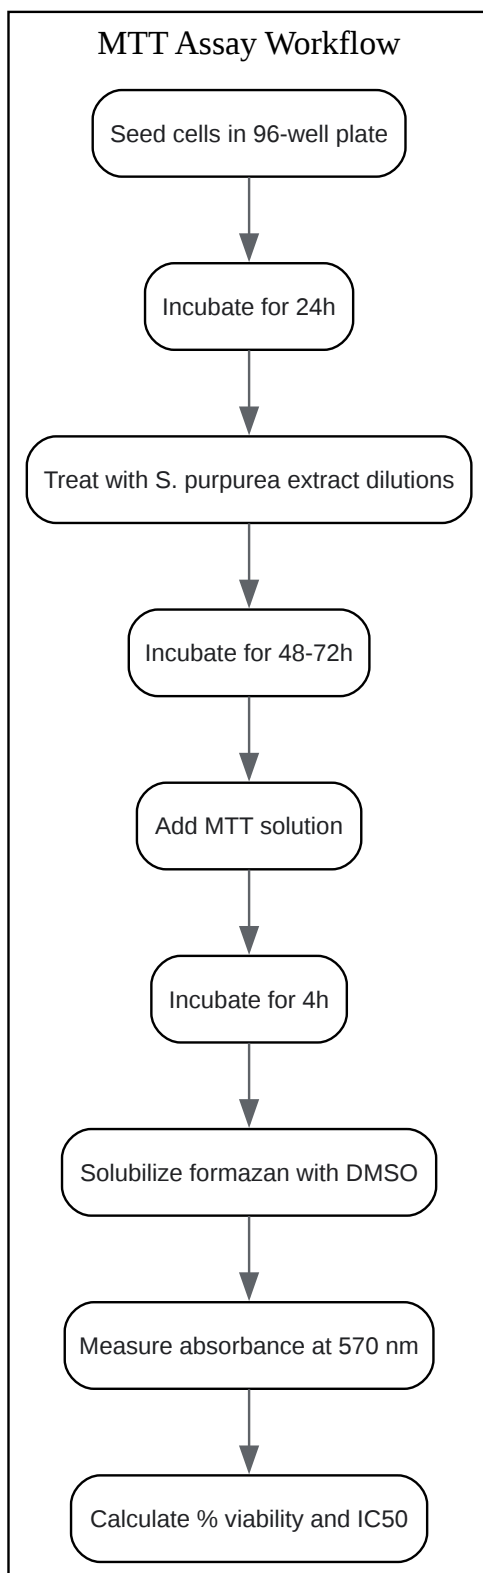 MTT Assay Workflow
Seed cells in 96-well plate
Incubate for 24h
Treat with S. purpurea extract dilutions
Incubate for 48-72h
Add MTT solution
Incubate for 4h
Solubilize formazan with DMSO
Measure absorbance at 570 nm
Calculate % viability and IC50